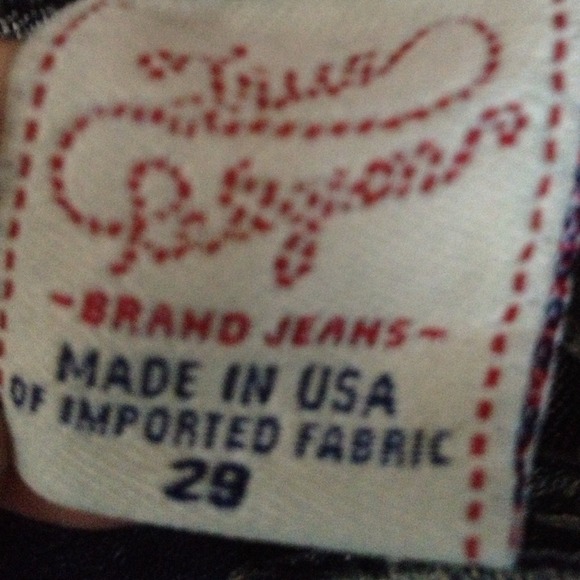 True
Religion
~BRAND JEANS~
MADE IN USA
OF IMPORTED FABRIC
29